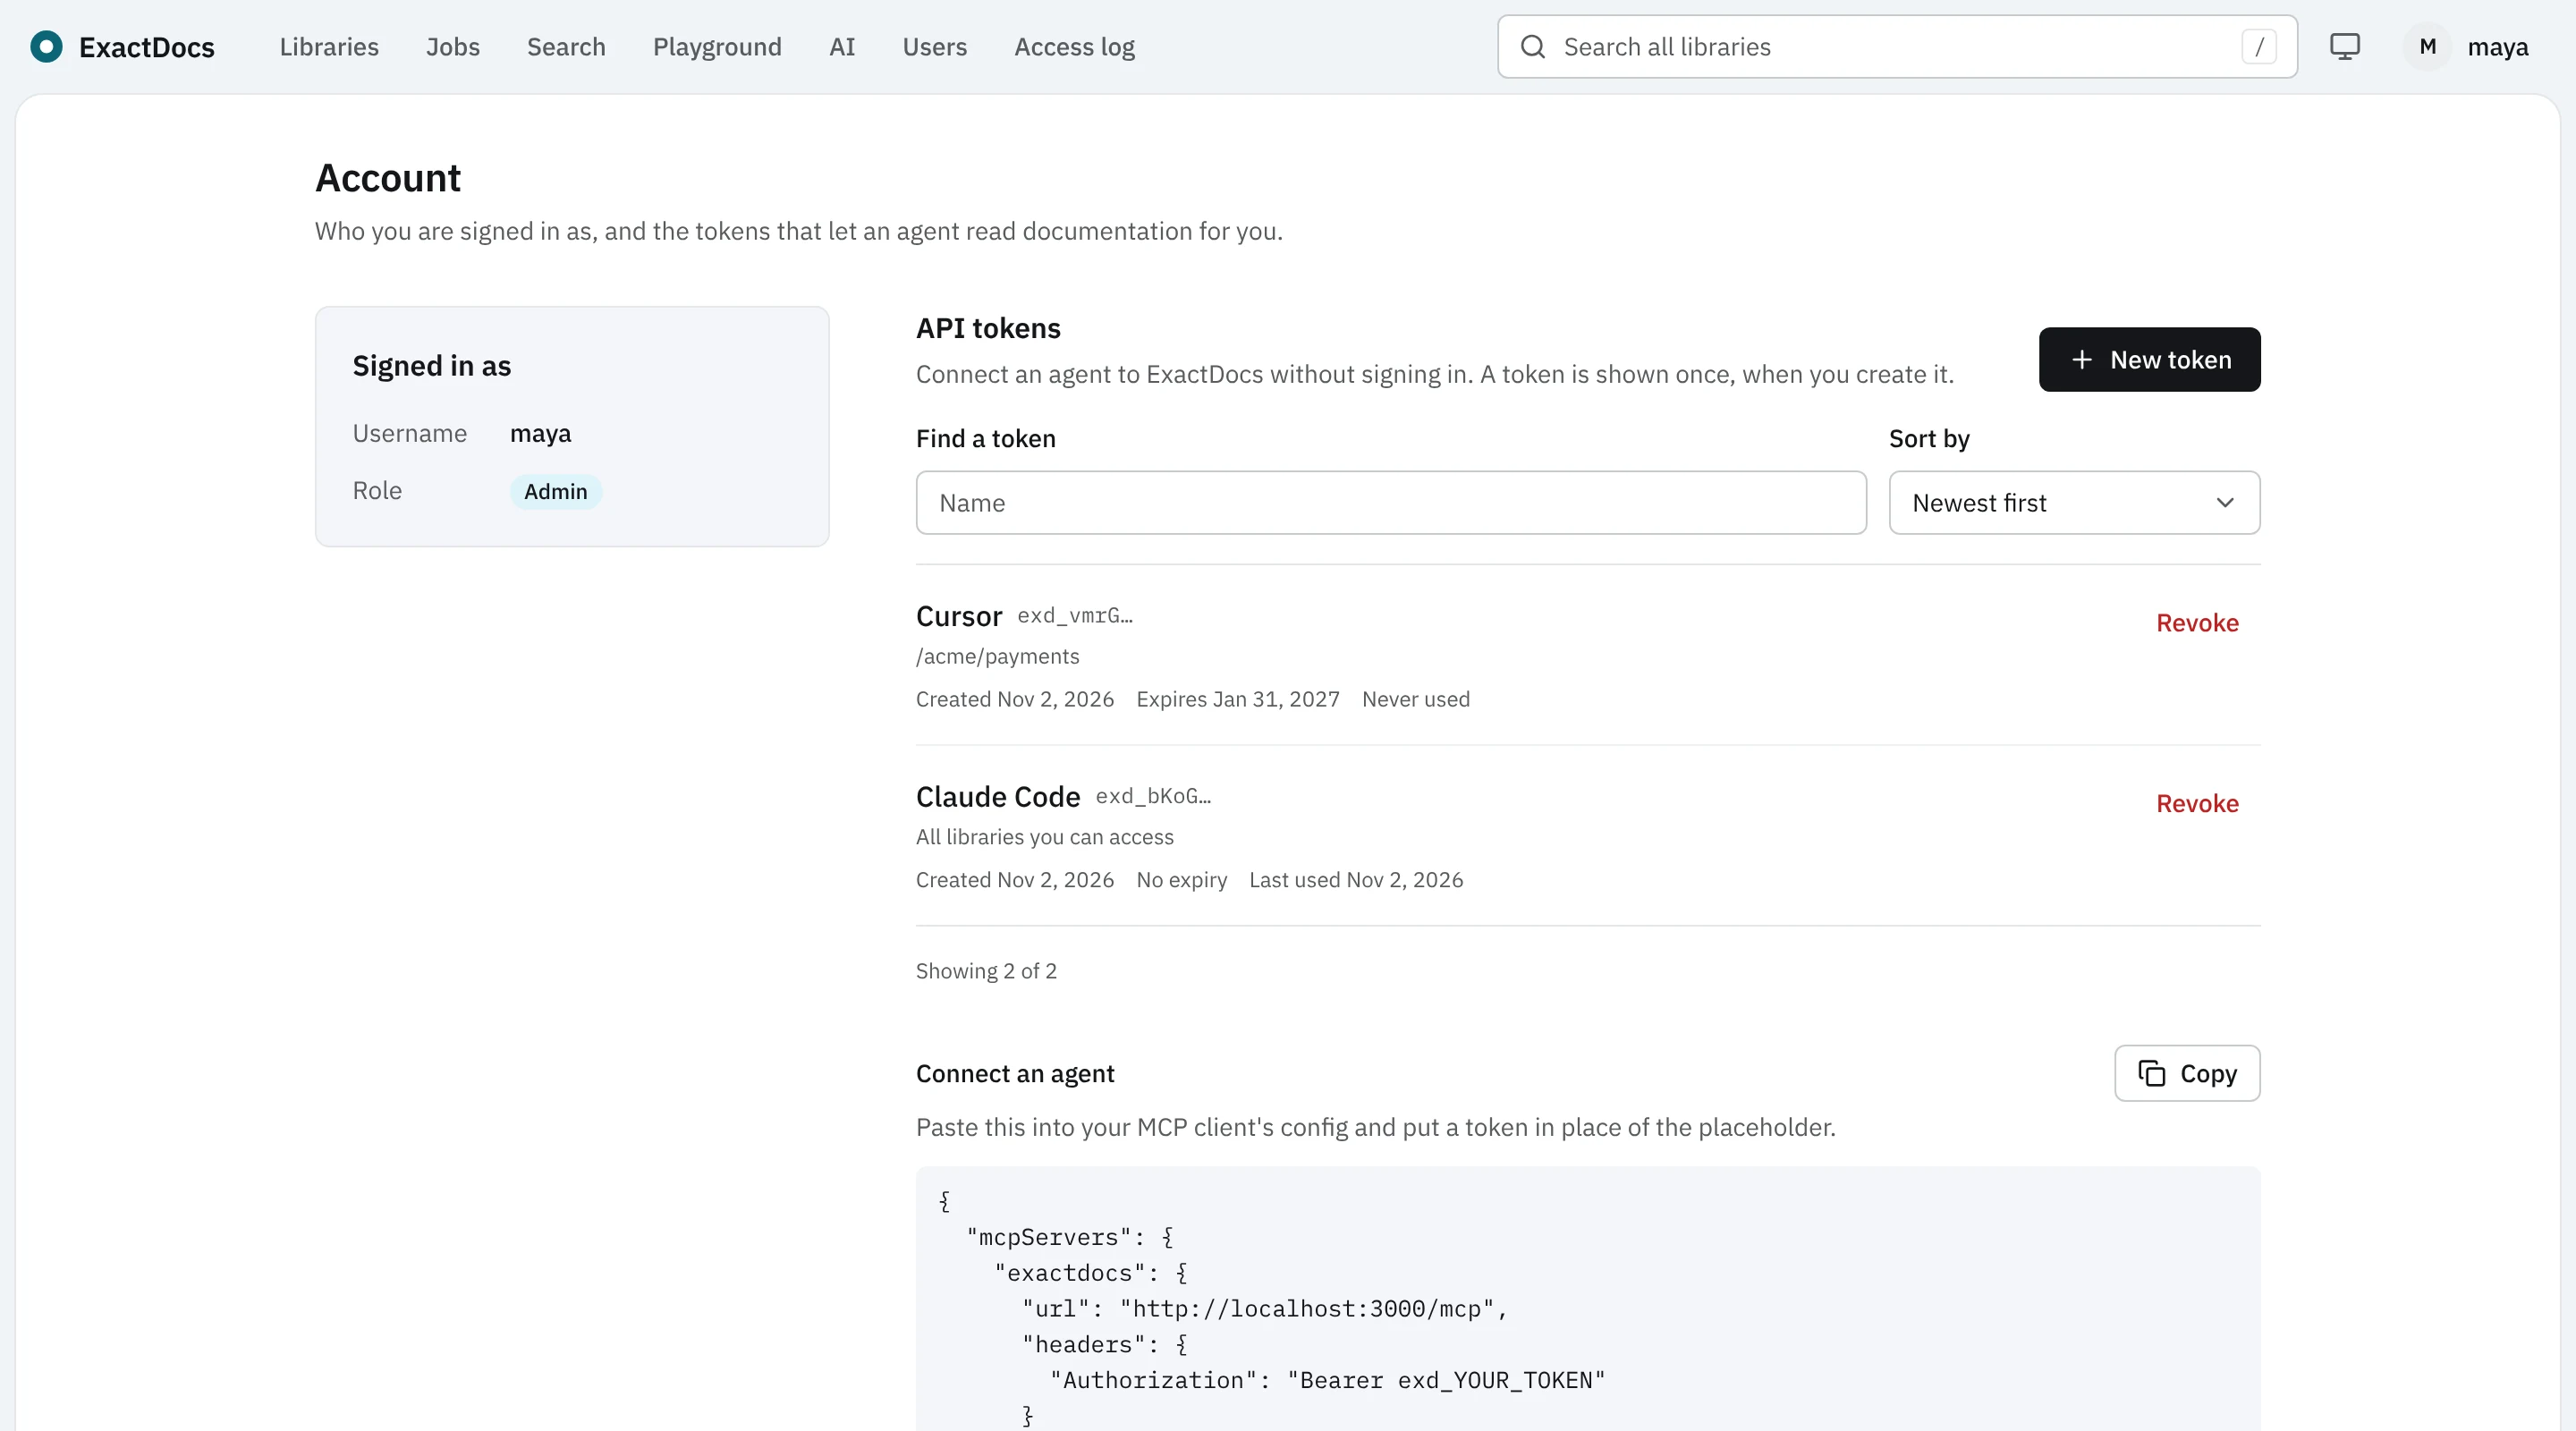 ExactDocs
Libraries
Jobs
Search
Playground
AI
Users
Access log
Search all libraries
/
M
maya
Account
Who you are signed in as, and the tokens that let an agent read documentation for you.
Signed in as
Username maya
Role Admin
API tokens
Connect an agent to ExactDocs without signing in. A token is shown once, when you create it.
New token
Find a token
Name
Sort by
Newest first
Cursor exd_vmrG…
/acme/payments
Created Nov 2, 2026 Expires Jan 31, 2027 Never used
Revoke
Claude Code exd_bKoG…
All libraries you can access
Created Nov 2, 2026 No expiry Last used Nov 2, 2026
Revoke
Showing 2 of 2
Connect an agent
Copy
Paste this into your MCP client's config and put a token in place of the placeholder.
{
  "mcpServers": {
    "exactdocs": {
      "url": "http://localhost:3000/mcp",
      "headers": {
        "Authorization": "Bearer exd_YOUR_TOKEN"
      }